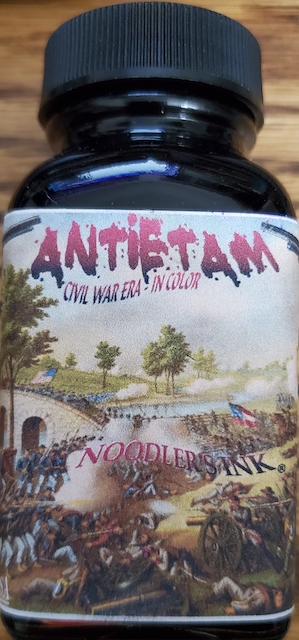 ANTiETAM
CIVIL WAR ERA - IN COLOR
NOODLER'S INK®